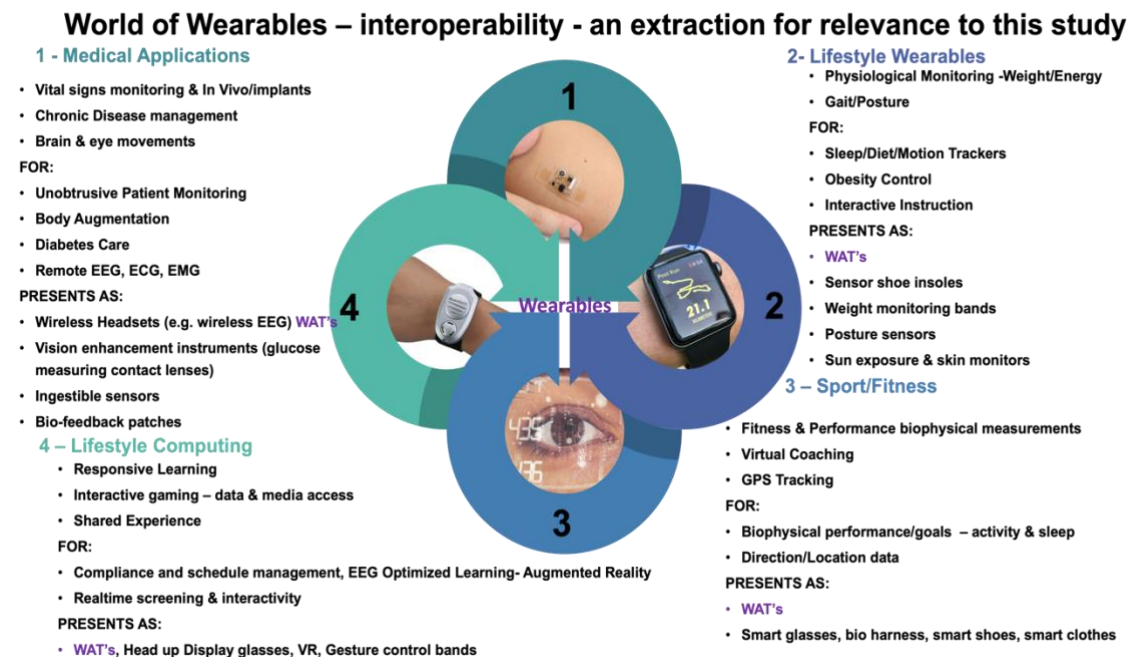 World of Wearables – interoperability - an extraction for relevance to this study
1 - Medical Applications
• Vital signs monitoring & In Vivo/implants
• Chronic Disease management
• Brain & eye movements
FOR:
• Unobtrusive Patient Monitoring
• Body Augmentation
• Diabetes Care
• Remote EEG, ECG, EMG
PRESENTS AS:
• Wireless Headsets (e.g. wireless EEG) WAT's
• Vision enhancement instruments (glucose
measuring contact lenses)
• Ingestible sensors
• Bio-feedback patches
2- Lifestyle Wearables
• Physiological Monitoring -Weight/Energy
• Gait/Posture
FOR:
• Sleep/Diet/Motion Trackers
• Obesity Control
• Interactive Instruction
PRESENTS AS:
• WAT's
• Sensor shoe insoles
• Weight monitoring bands
• Posture sensors
• Sun exposure & skin monitors
3 – Sport/Fitness
• Fitness & Performance biophysical measurements
• Virtual Coaching
• GPS Tracking
FOR:
• Biophysical performance/goals – activity & sleep
• Direction/Location data
PRESENTS AS:
• WAT's
• Smart glasses, bio harness, smart shoes, smart clothes
4 – Lifestyle Computing
• Responsive Learning
• Interactive gaming – data & media access
• Shared Experience
FOR:
• Compliance and schedule management, EEG Optimized Learning- Augmented Reality
• Realtime screening & interactivity
PRESENTS AS:
• WAT's, Head up Display glasses, VR, Gesture control bands
1
2
3
4
Wearables
21.1